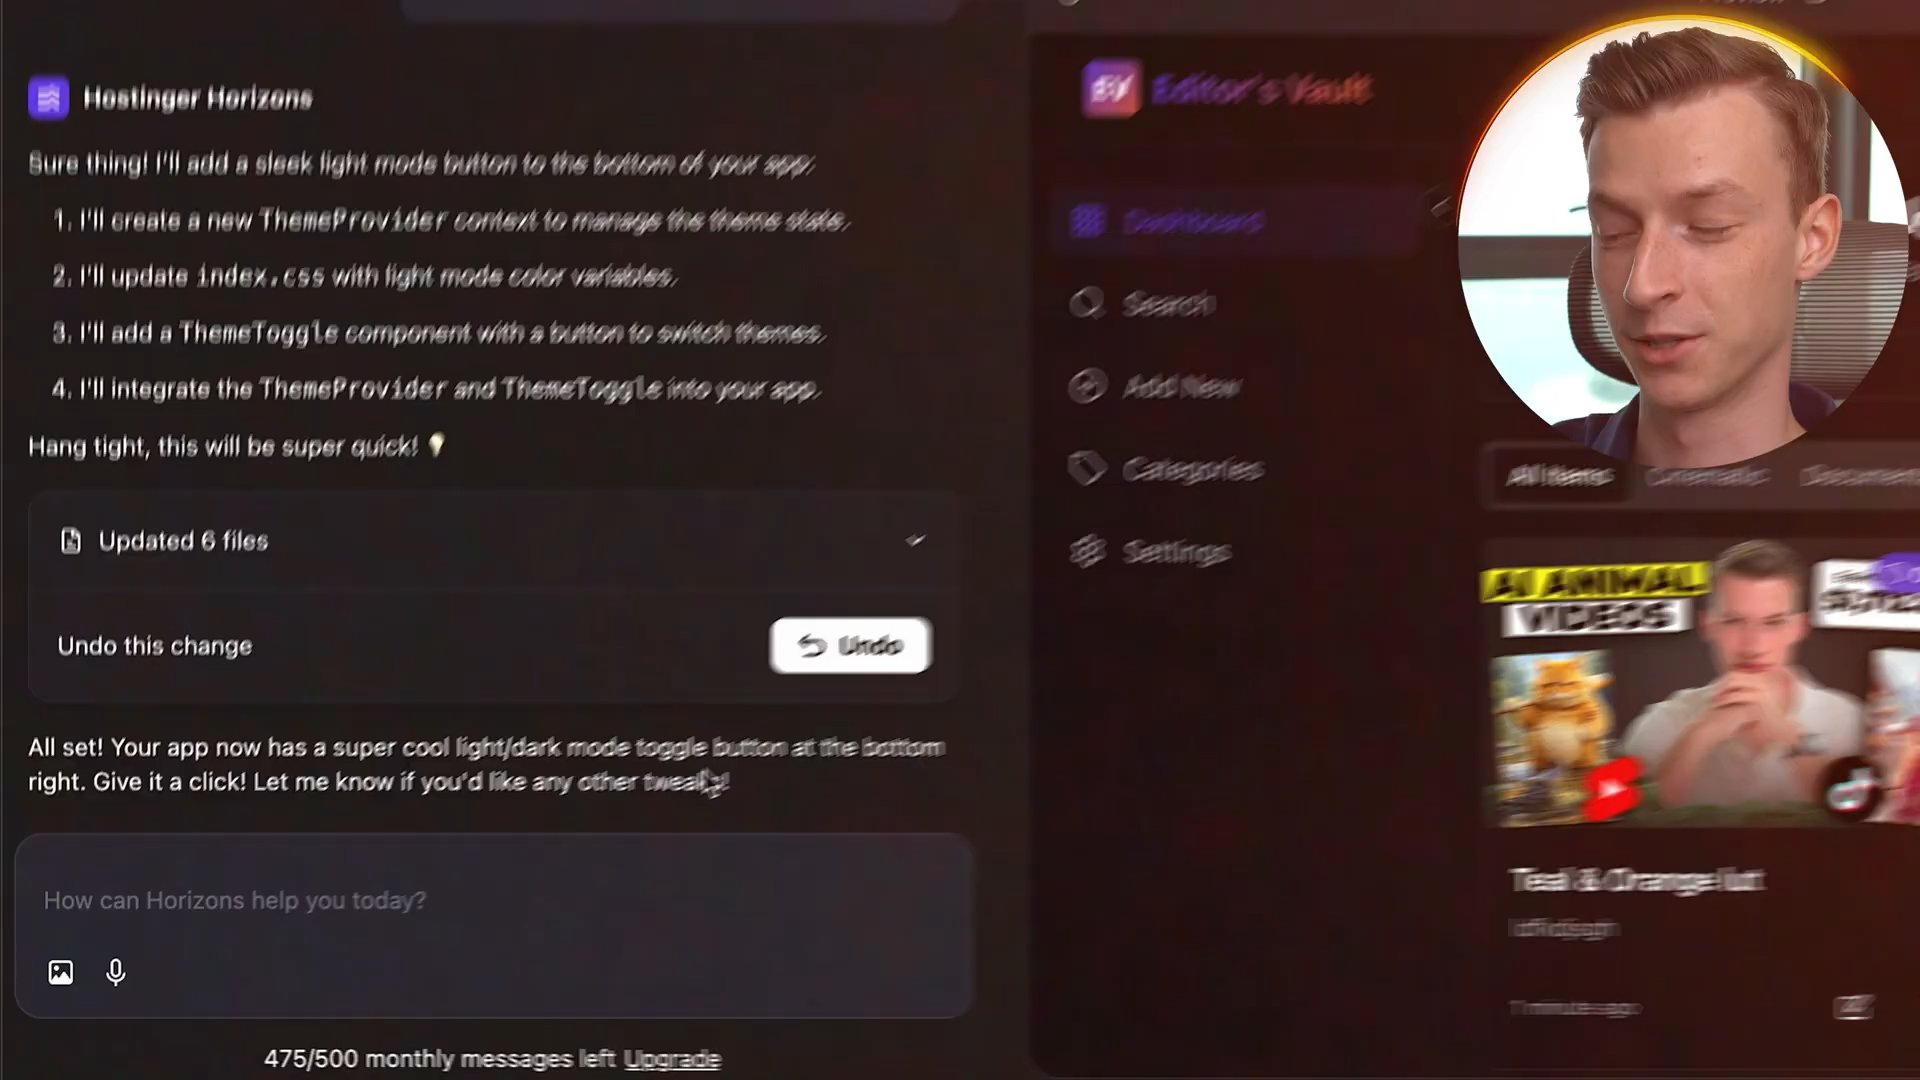 Hostinger Horizons
Sure thing! I'll add a sleek light mode button to the bottom of your app.
1. I'll create a new ThemeProvider context to manage the theme state.
2. I'll update index.css with light mode color variables.
3. I'll add a ThemeToggle component with a button to switch themes.
4. I'll integrate the ThemeProvider and ThemeToggle into your app.
Hang tight, this will be super quick!
Updated 6 files
Undo this change
Undo
All set! Your app now has a super cool light/dark mode toggle button at the bottom
right. Give it a click! Let me know if you'd like any other tweaks!
How can Horizons help you today?
475/500 monthly messages left Upgrade
EV Editor's Vault
Dashboard
Search
Add New
Categories
Settings
All Items Cinematic
AI ANIMAL
VIDEOS
Teal & Orange lut
1 minute ago